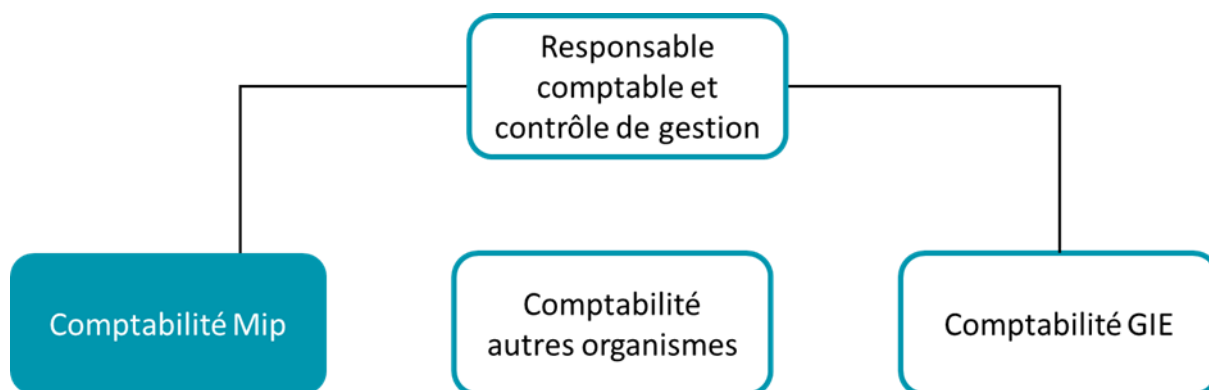 Responsable
comptable et
contrôle de gestion
Comptabilité Mip
Comptabilité
autres organismes
Comptabilité GIE